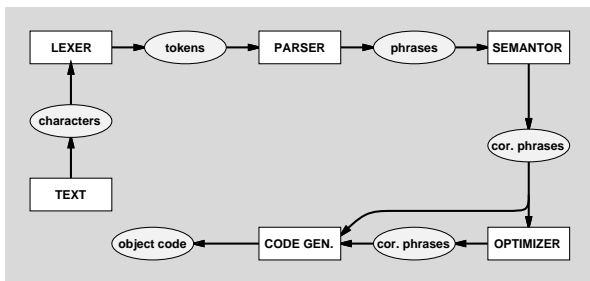 LEXER
tokens
PARSER
phrases
SEMANTOR
characters
cor. phrases
TEXT
object code
CODE GEN.
cor. phrases
OPTIMIZER